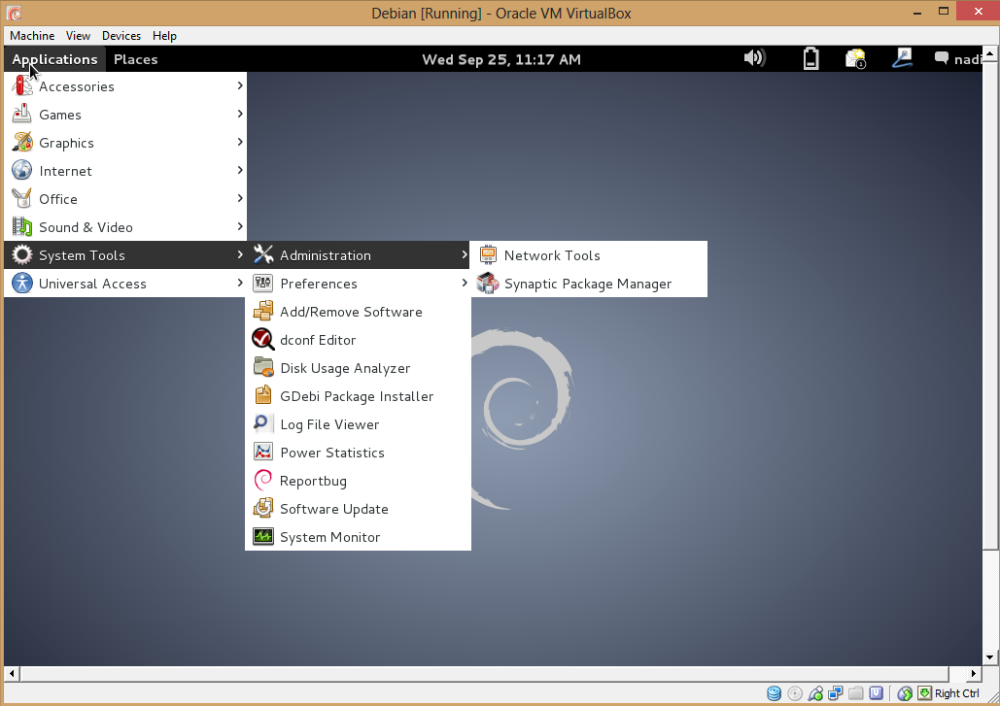 Debian [Running] - Oracle VM VirtualBox
Machine View Devices Help
Applications Places Wed Sep 25, 11:17 AM 1 nadi
Accessories
Games
Graphics
Internet
Office
Sound & Video
System Tools Administration Network Tools
Universal Access Preferences Synaptic Package Manager
Add/Remove Software
dconf Editor
Disk Usage Analyzer
GDebi Package Installer
Log File Viewer
Power Statistics
Reportbug
Software Update
System Monitor
Right Ctrl